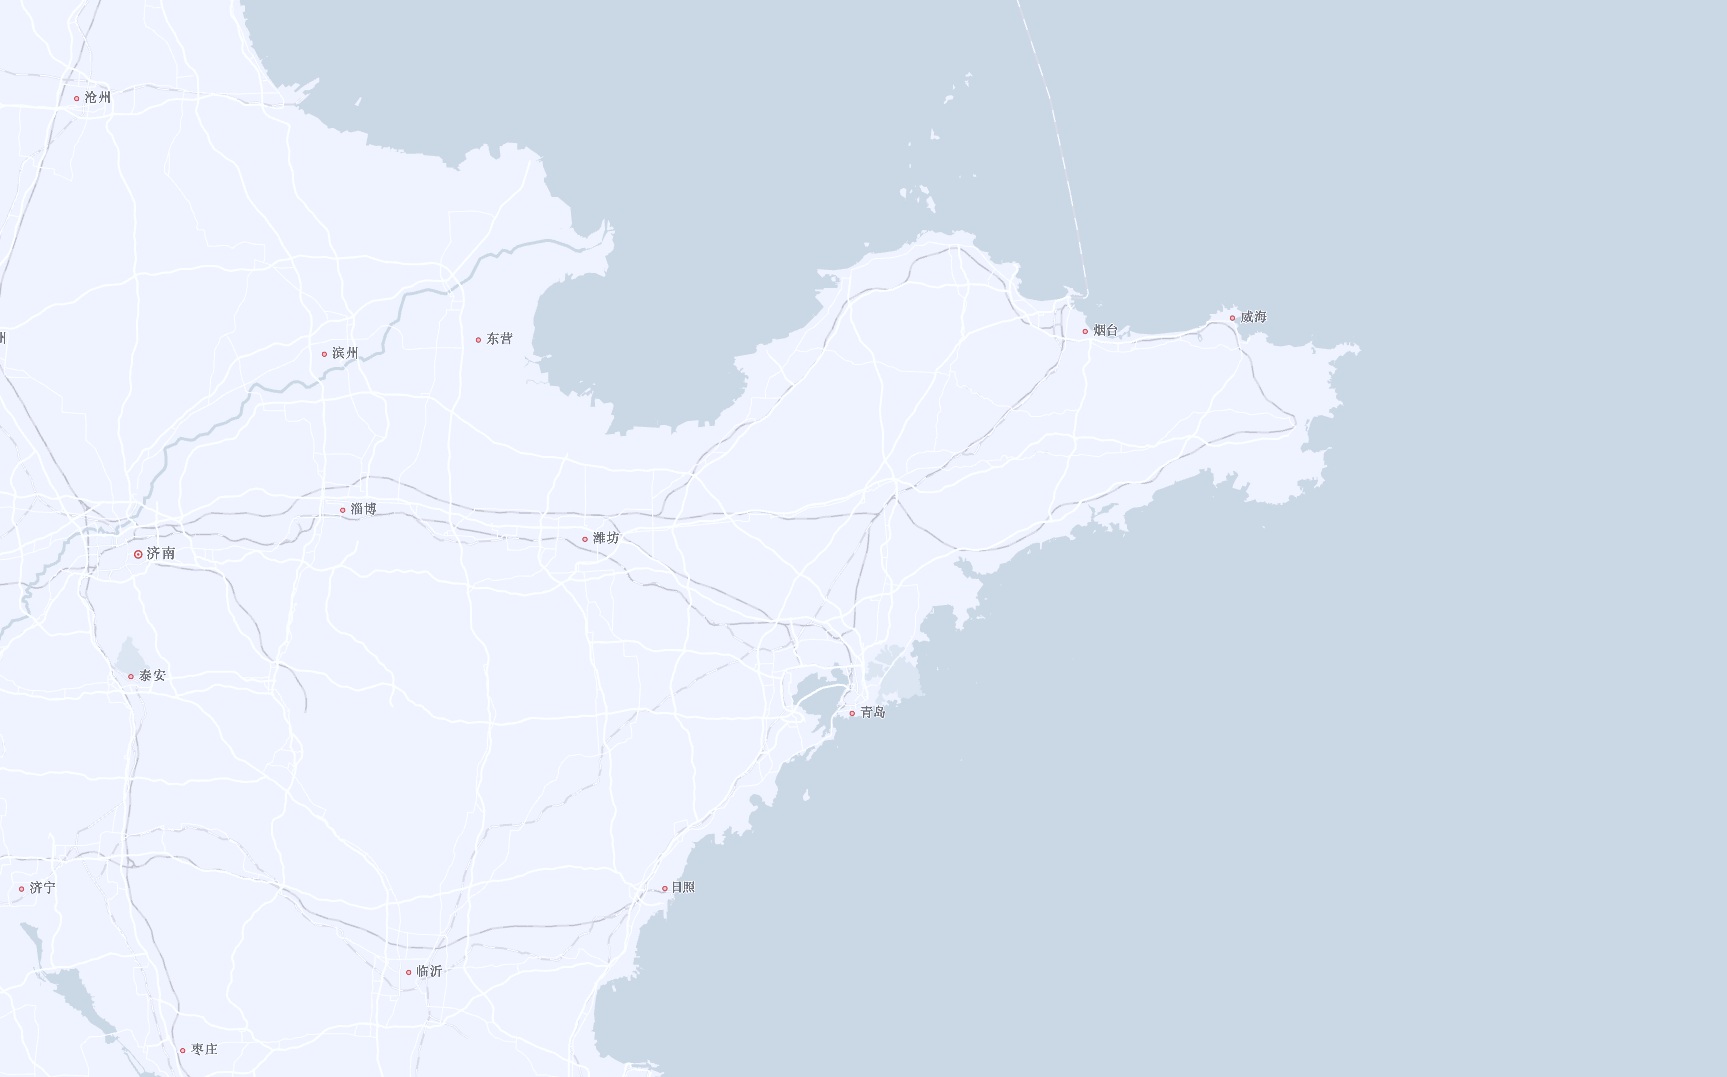 沧州
威海
烟台
东营
州
滨州
淄博
潍坊
济南
泰安
青岛
济宁
日照
临沂
枣庄